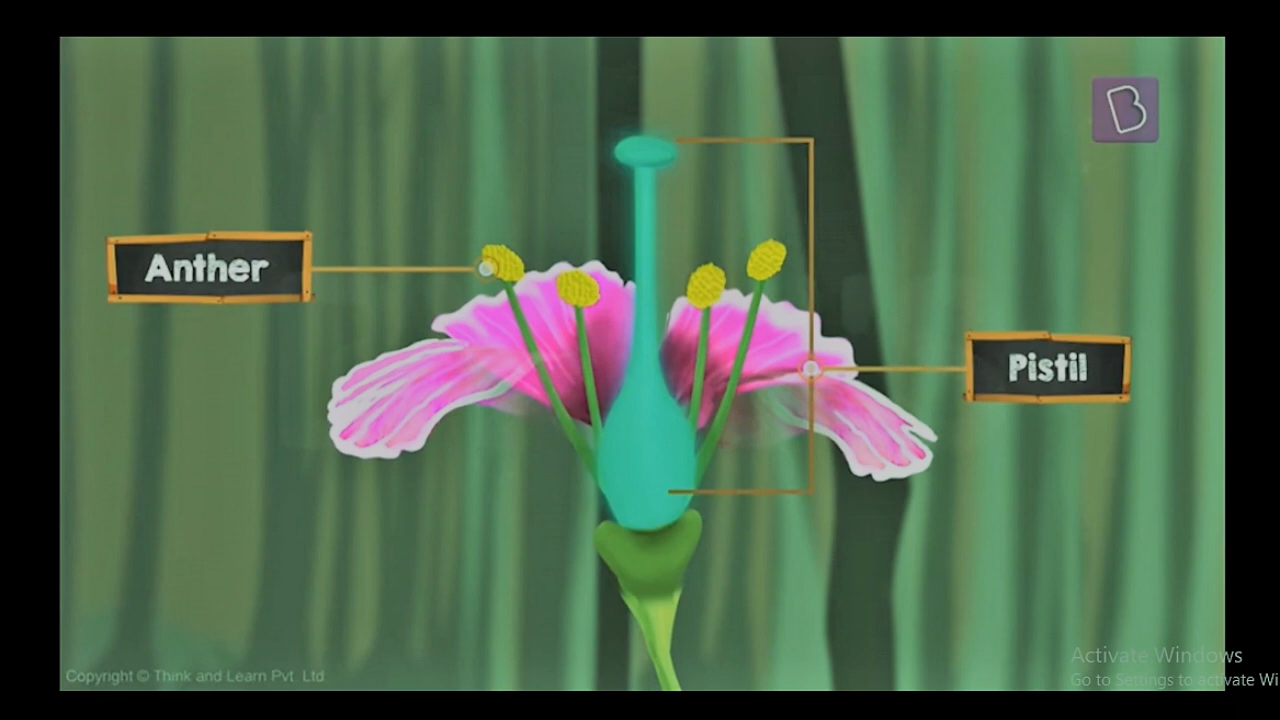 B
Anther
Pistil
Activate Windows
Go to Settings to activate Wi
Copyright © Think and Learn Pvt. Ltd